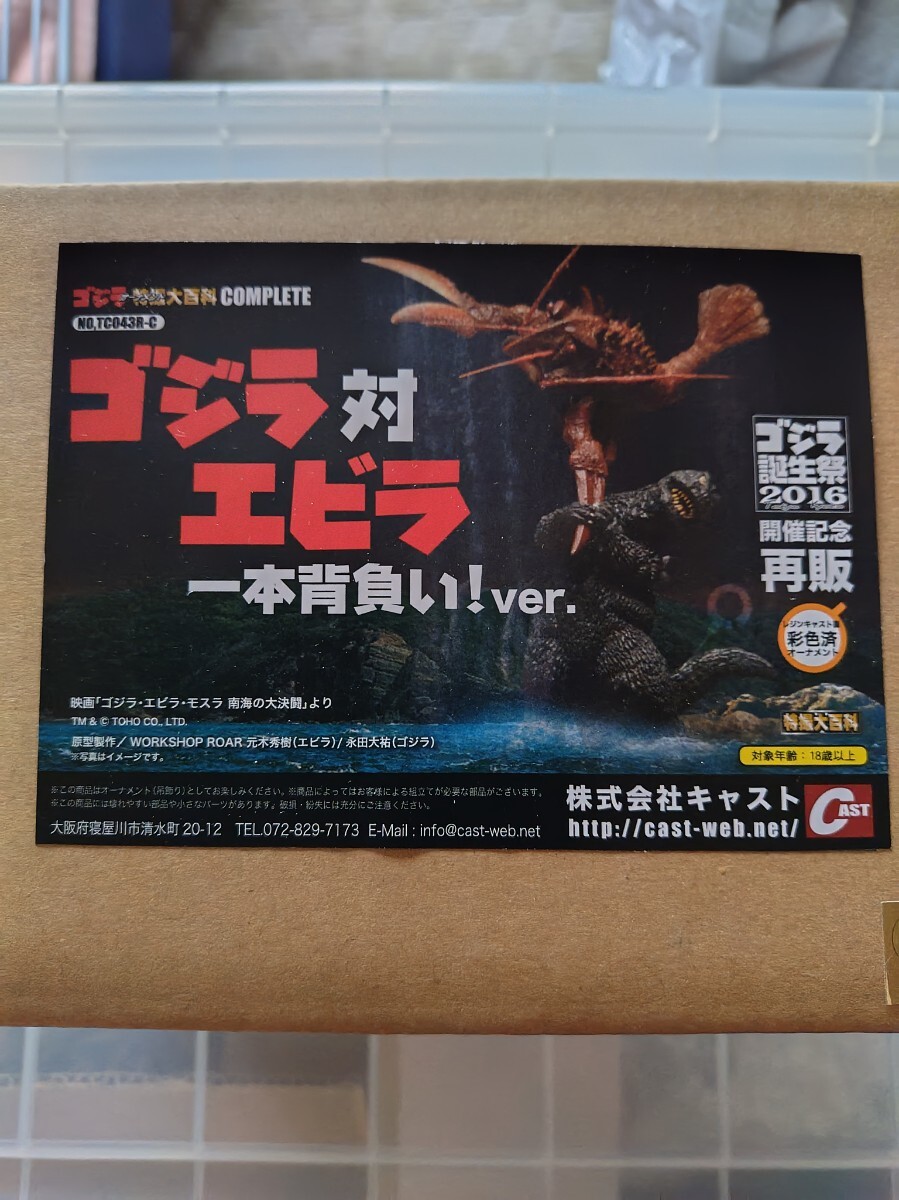 ゴジラ 特撮大百科 COMPLETE
NO,TC043R-C
ゴジラ 対
エビラ
一本背負い!ver.
ゴジラ
誕生祭
2016
開催記念
再販
レジンキャスト製
彩色済
オーナメント
映画「ゴジラ・エビラ・モスラ 南海の大決闘」より
TM & © TOHO CO., LTD.
原型製作／WORKSHOP ROAR 元木秀樹(エビラ)/ 永田大祐(ゴジラ)
※写真はイメージです。
特撮大百科
対象年齢：18歳以上
※この商品はオーナメント(吊飾り)としてお楽しみください。※商品によってはお客様による組立てが必要な部品がございます。
※この商品には壊れやすい部品や小さなパーツがあります。破損・紛失には充分にご注意ください。
大阪府寝屋川市清水町 20-12 TEL.072-829-7173 E-Mail : info@cast-web.net
株式会社キャスト
http://cast-web.net/
CAST